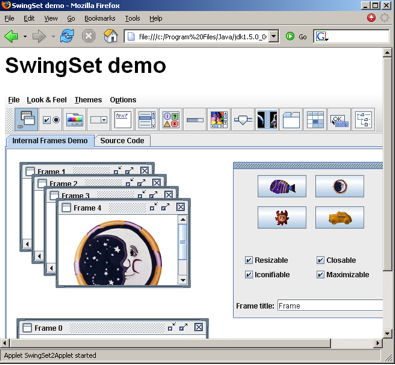 SwingSet demo - Mozilla Firefox
File Edit View Go Bookmarks Tools Help
file:///c:/Program%20Files/Java/jdk1.5.0_0 Go
SwingSet demo
File Look & Feel Themes Options
Internal Frames Demo Source Code
Frame 1
Frame 2
Frame 3
Frame 4
Resizable Closable
Iconifiable Maximizable
Frame title: Frame
Frame 0
Applet SwingSet2Applet started